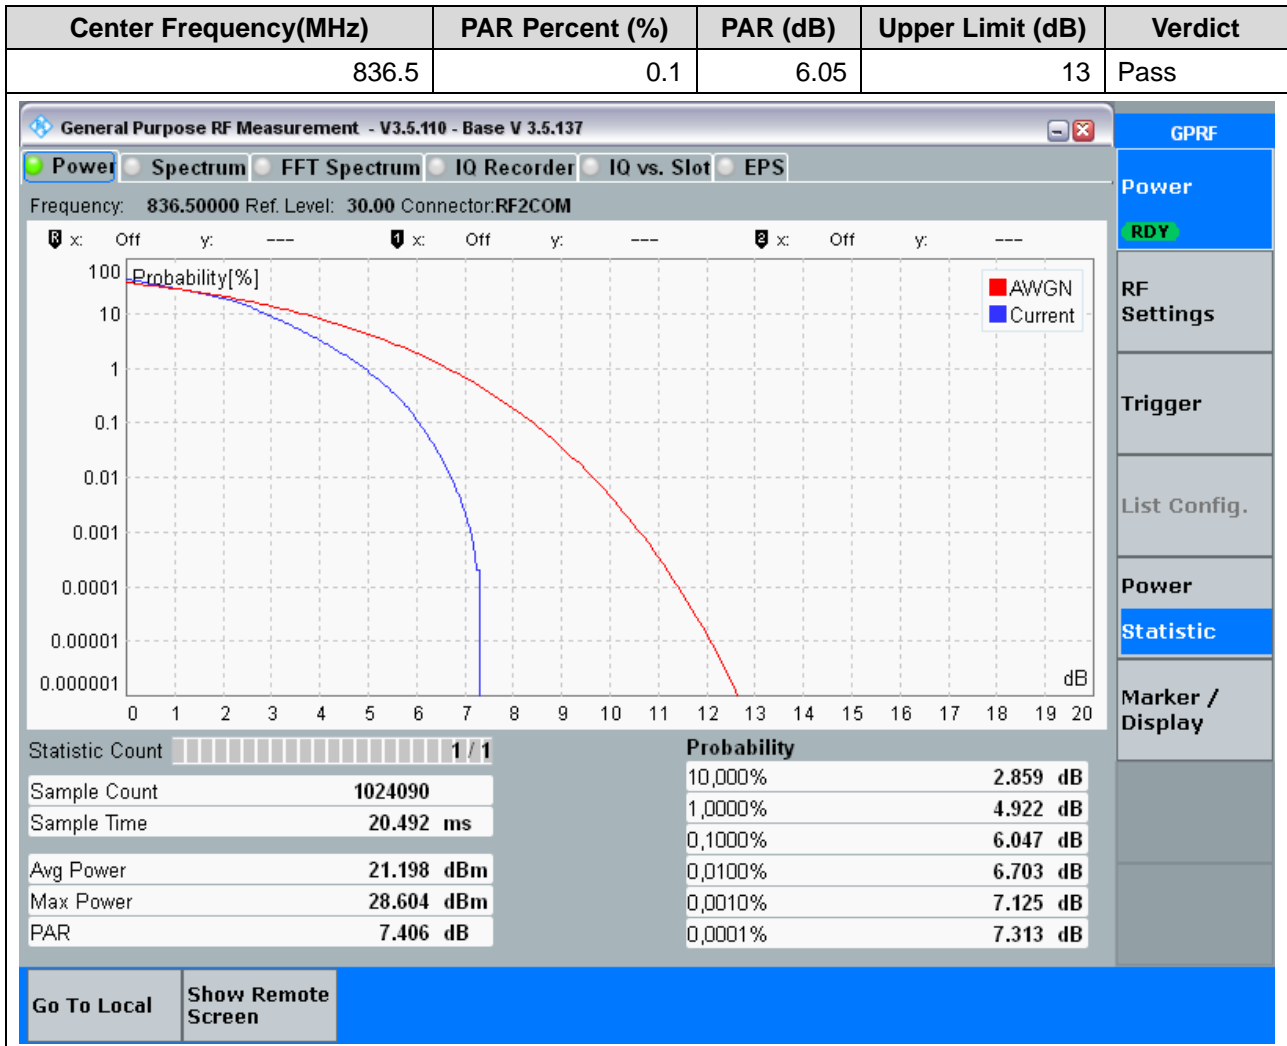 Center Frequency(MHz) PAR Percent (%) PAR (dB) Upper Limit (dB) Verdict
836.5 0.1 6.05 13 Pass
General Purpose RF Measurement - V3.5.110 - Base V 3.5.137
GPRF
Power Spectrum FFT Spectrum IQ Recorder IQ vs. Slot EPS
Power
RDY
Frequency: 836.50000 Ref. Level: 30.00 Connector:RF2COM
R x: Off y: --- 1 x: Off y: --- 2 x: Off y: ---
Probability[%]
AWGN
Current
100
10
1
0.1
0.01
0.001
0.0001
0.00001
0.000001
dB
0 1 2 3 4 5 6 7 8 9 10 11 12 13 14 15 16 17 18 19 20
RF
Settings
Trigger
List Config.
Power
Statistic
Marker /
Display
Statistic Count 1 / 1
Sample Count 1024090
Sample Time 20.492 ms
Avg Power 21.198 dBm
Max Power 28.604 dBm
PAR 7.406 dB
Probability
10,000% 2.859 dB
1,0000% 4.922 dB
0,1000% 6.047 dB
0,0100% 6.703 dB
0,0010% 7.125 dB
0,0001% 7.313 dB
Go To Local
Show Remote
Screen